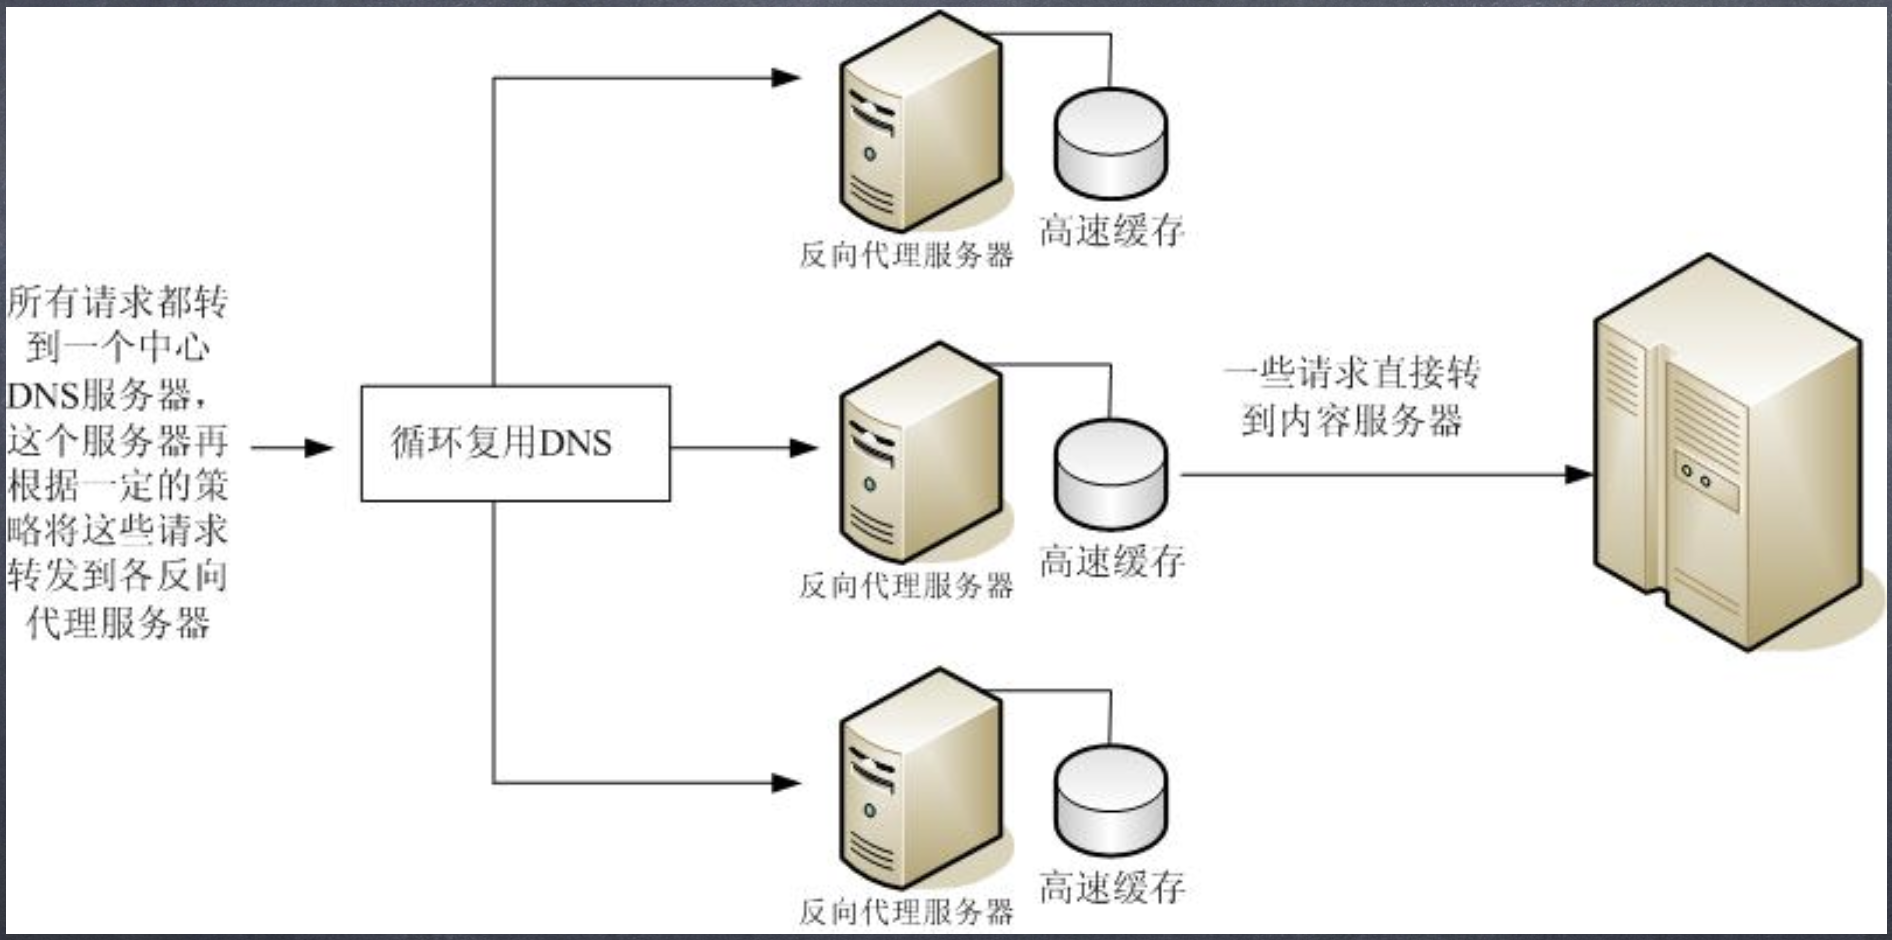 所有请求都转
到一个中心
DNS服务器，
这个服务器再
根据一定的策
略将这些请求
转发到各反向
代理服务器
循环复用DNS
反向代理服务器
高速缓存
反向代理服务器
高速缓存
反向代理服务器
高速缓存
一些请求直接转
到内容服务器